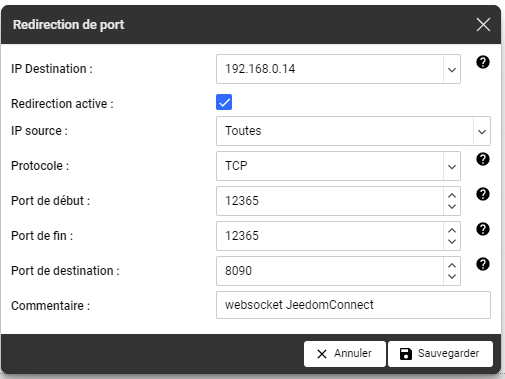 Redirection de port
IP Destination : 192.168.0.14
Redirection active :
IP source : Toutes
Protocole : TCP
Port de début : 12365
Port de fin : 12365
Port de destination : 8090
Commentaire : websocket JeedomConnect
Annuler Sauvegarder